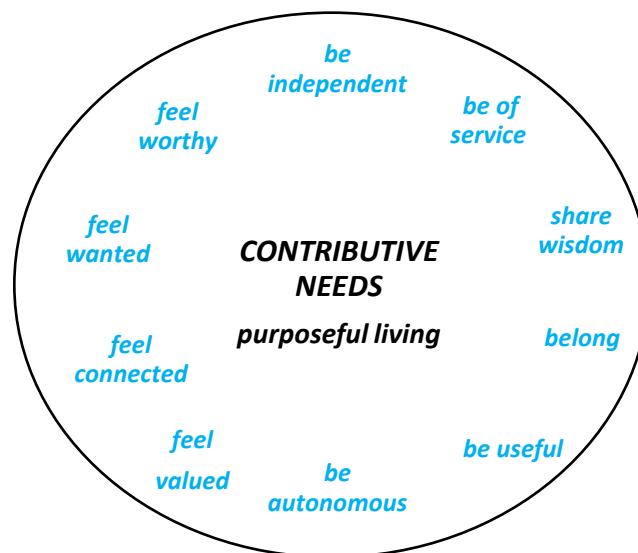 be
independent
feel
worthy
be of
service
feel
wanted
share
wisdom
CONTRIBUTIVE
NEEDS
purposeful living
feel
connected
belong
feel
valued
be
autonomous
be useful